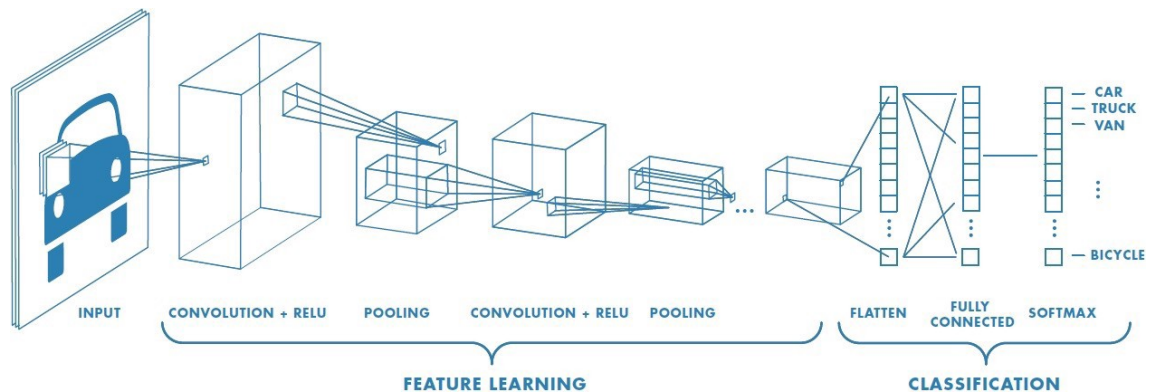 CAR
TRUCK
VAN
BICYCLE
INPUT
CONVOLUTION + RELU
POOLING
CONVOLUTION + RELU
POOLING
FLATTEN
FULLY
CONNECTED
SOFTMAX
FEATURE LEARNING
CLASSIFICATION